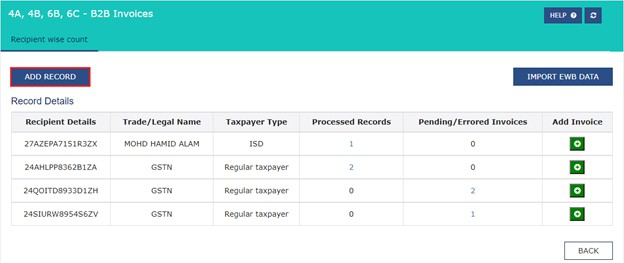 4A, 4B, 6B, 6C - B2B Invoices
HELP ?
Recipient wise count
ADD RECORD
IMPORT EWB DATA
Record Details
Recipient Details Trade/Legal Name Taxpayer Type Processed Records Pending/Errored Invoices Add Invoice
27AZEPA7151R3ZX MOHD HAMID ALAM ISD 1 0
24AHLPP8362B1ZA GSTN Regular taxpayer 2 0
24QOITD8933D1ZH GSTN Regular taxpayer 0 2
24SIURW8954S6ZV GSTN Regular taxpayer 0 1
BACK